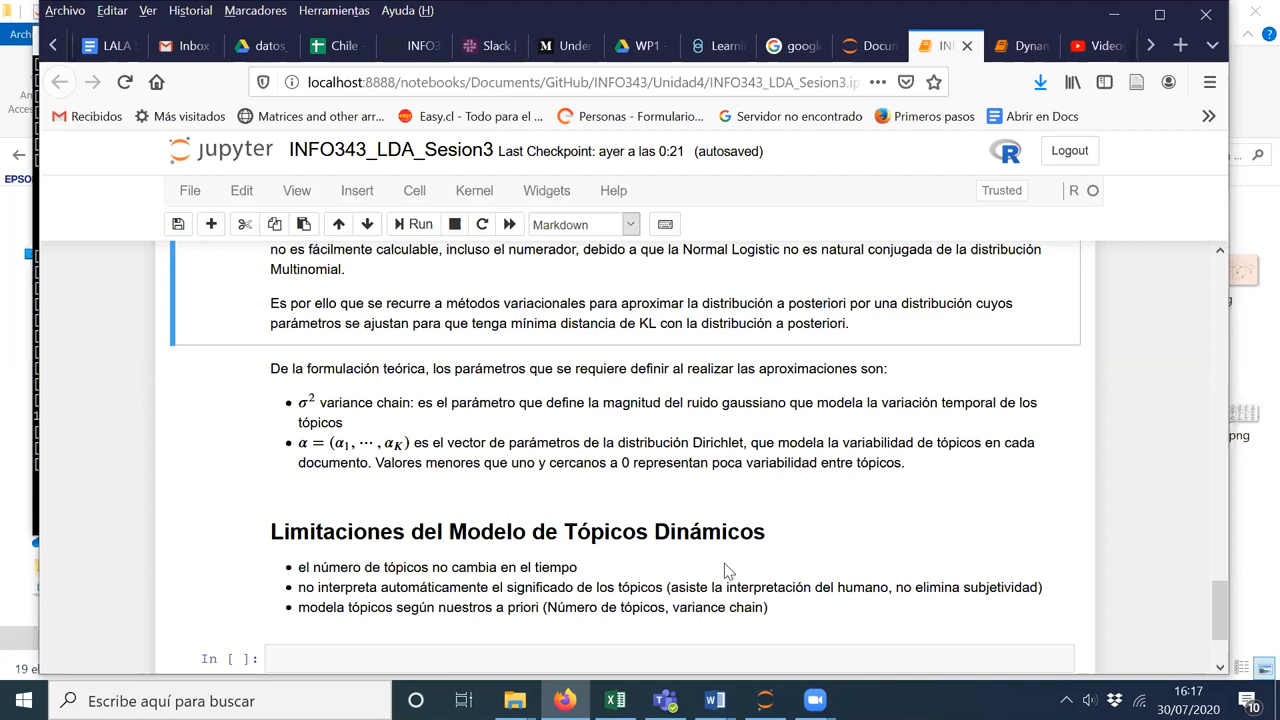 Archivo Editar Ver Historial Marcadores Herramientas Ayuda (H)
Arch
LALA Inbox Datos_ Chile - INFO3 Slack Under WP1 - Learni googl Docun INF Dynan Video
localhost:8888/notebooks/Documents/GitHub/INFO343/Unidad4/INFO343_LDA_Sesion3.ip
Recibidos Más visitados Matrices and other arr... Easy.cl - Todo para el ... Personas - Formulario... Servidor no encontrado Primeros pasos Abrir en Docs
jupyter INFO343_LDA_Sesion3 Last Checkpoint: ayer a las 0:21 (autosaved) R Logout
EPSO
File Edit View Insert Cell Kernel Widgets Help Trusted R
Run Markdown
no es fácilmente calculable, incluso el numerador, debido a que la Normal Logistic no es natural conjugada de la distribución
Multinomial.
Es por ello que se recurre a métodos variacionales para aproximar la distribución a posteriori por una distribución cuyos
parámetros se ajustan para que tenga mínima distancia de KL con la distribución a posteriori.
De la formulación teórica, los parámetros que se requiere definir al realizar las aproximaciones son:
• σ² variance chain: es el parámetro que define la magnitud del ruido gaussiano que modela la variación temporal de los
tópicos
• α = (α₁, ⋯ , α_K) es el vector de parámetros de la distribución Dirichlet, que modela la variabilidad de tópicos en cada
documento. Valores menores que uno y cercanos a 0 representan poca variabilidad entre tópicos.
png
Limitaciones del Modelo de Tópicos Dinámicos
• el número de tópicos no cambia en el tiempo
• no interpreta automáticamente el significado de los tópicos (asiste la interpretación del humano, no elimina subjetividad)
• modela tópicos según nuestros a priori (Número de tópicos, variance chain)
In [ ]:
19 el
Escribe aquí para buscar
16:17
30/07/2020
10